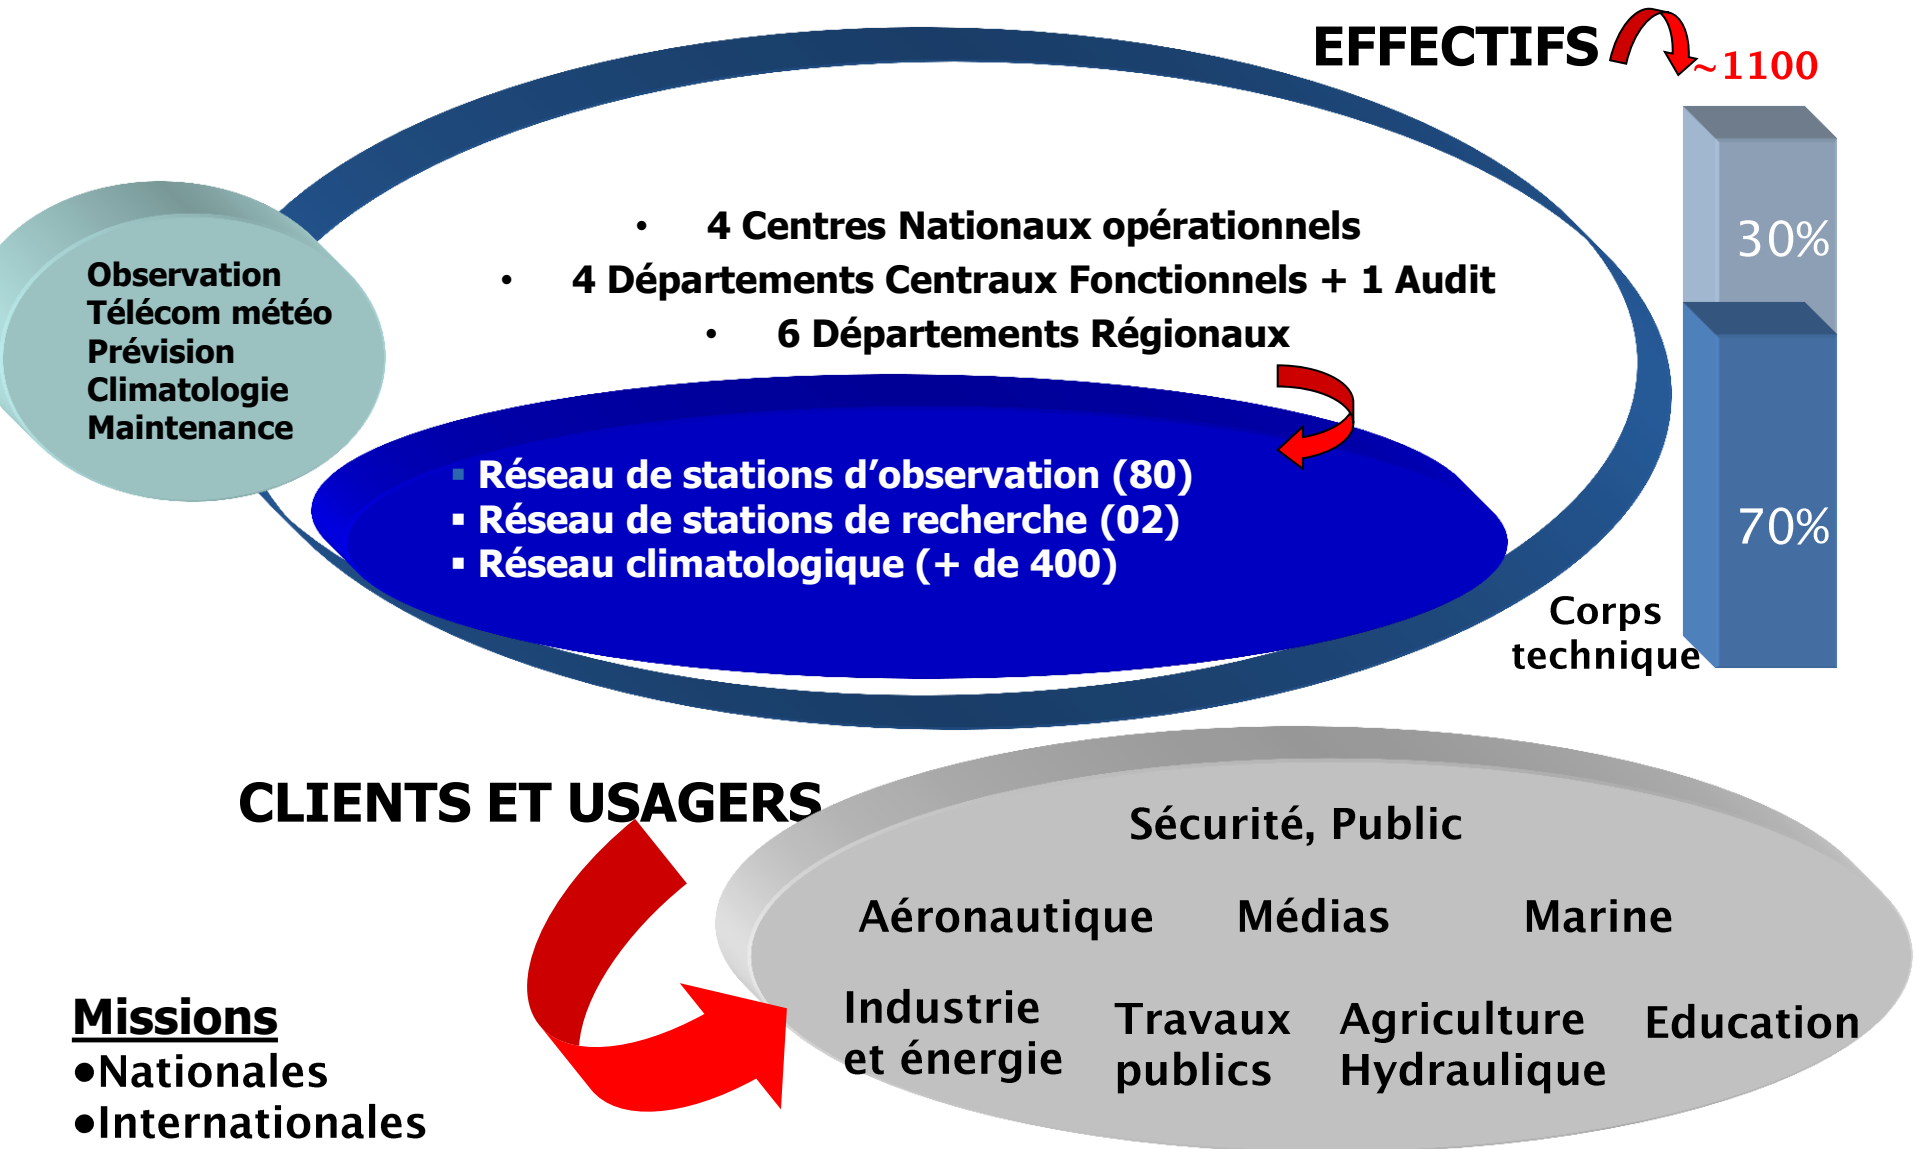 EFFECTIFS
~1100
• 4 Centres Nationaux opérationnels
• 4 Départements Centraux Fonctionnels + 1 Audit
• 6 Départements Régionaux
Observation
Télécom météo
Prévision
Climatologie
Maintenance
▪ Réseau de stations d’observation (80)
▪ Réseau de stations de recherche (02)
▪ Réseau climatologique (+ de 400)
30%
70%
Corps
technique
CLIENTS ET USAGERS
Sécurité, Public
Aéronautique
Médias
Marine
Industrie
et énergie
Travaux
publics
Agriculture
Hydraulique
Education
Missions
•Nationales
•Internationales